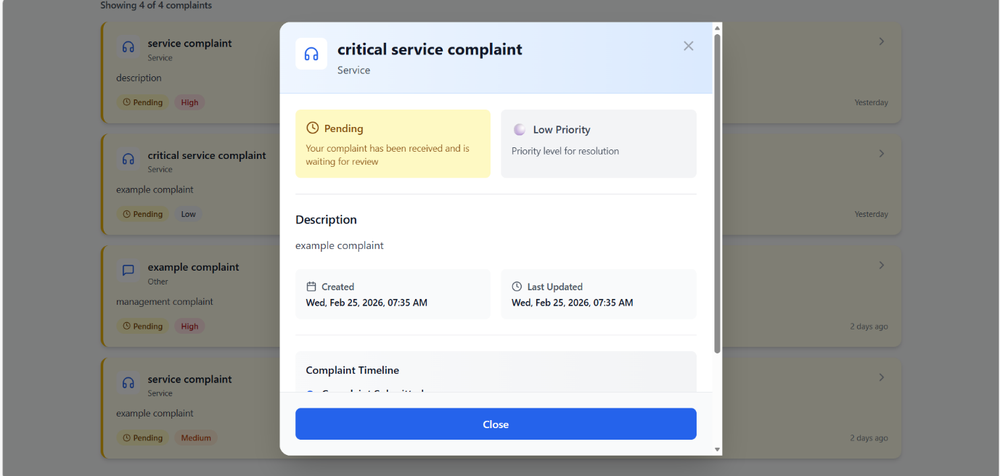 Showing 4 of 4 complaints
service complaint
Service
description
Pending High
Yesterday
critical service complaint
Service
example complaint
Pending Low
Yesterday
example complaint
Other
management complaint
Pending High
2 days ago
service complaint
Service
example complaint
Pending Medium
2 days ago
critical service complaint
Service
Pending
Your complaint has been received and is
waiting for review
Low Priority
Priority level for resolution
Description
example complaint
Created
Wed, Feb 25, 2026, 07:35 AM
Last Updated
Wed, Feb 25, 2026, 07:35 AM
Complaint Timeline
Complaint Submitted
Close